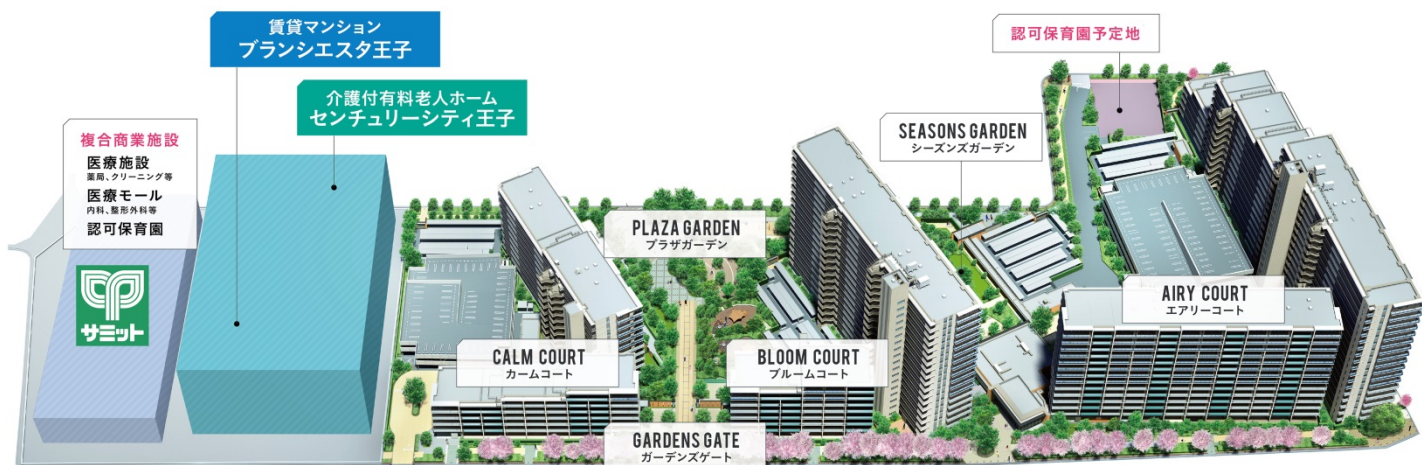 賃貸マンション
ブランシエスタ王子
介護付有料老人ホーム
センチュリーシティ王子
複合商業施設
医療施設
薬局、クリーニング等
医療モール
内科、整形外科等
認可保育園
サミット
認可保育園予定地
SEASONS GARDEN
シーズンズガーデン
PLAZA GARDEN
プラザガーデン
CALM COURT
カームコート
BLOOM COURT
ブルームコート
AIRY COURT
エアリーコート
GARDENS GATE
ガーデンズゲート